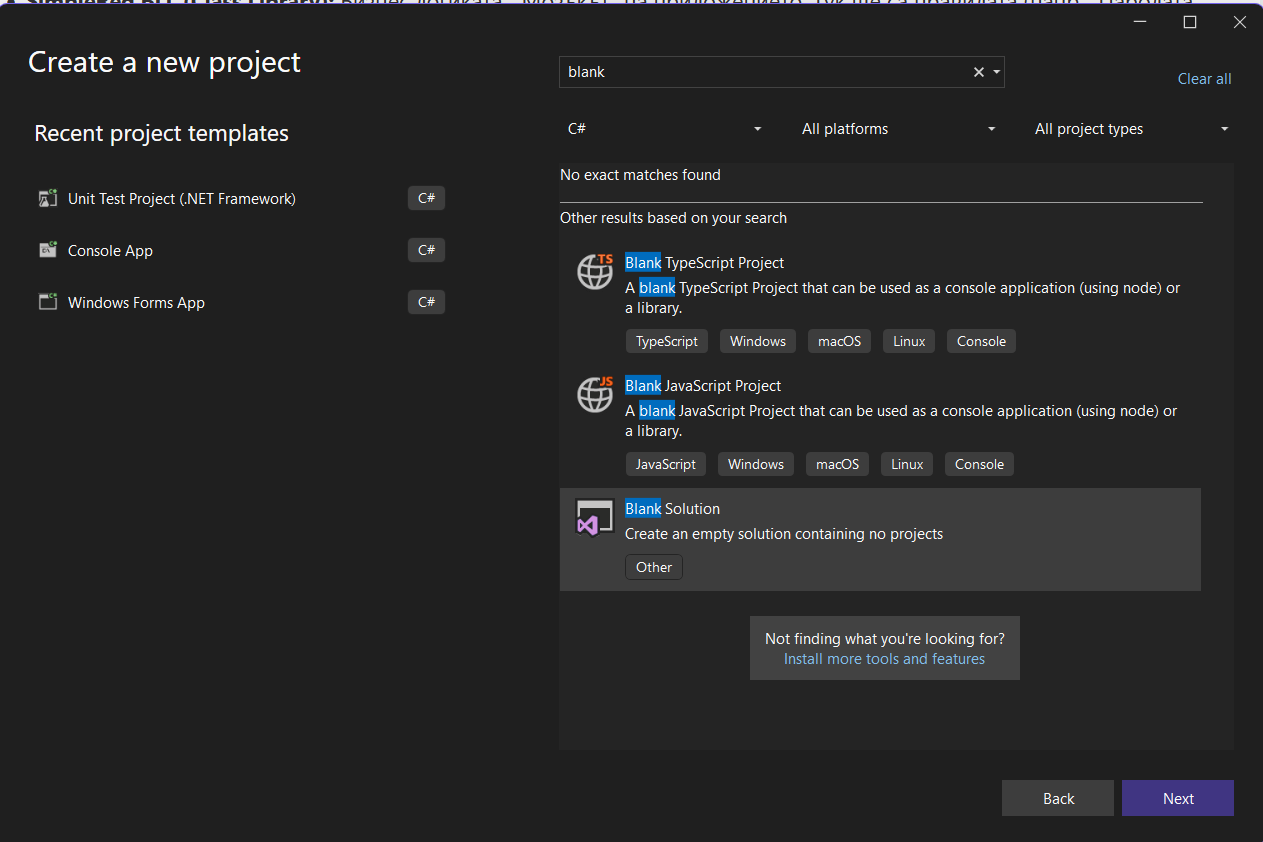 Create a new project
blank
Clear all
Recent project templates
C#
All platforms
All project types
Unit Test Project (.NET Framework)
C#
Console App
C#
Windows Forms App
C#
No exact matches found
Other results based on your search
Blank TypeScript Project
A blank TypeScript Project that can be used as a console application (using node) or
a library.
TypeScript Windows macOS Linux Console
Blank JavaScript Project
A blank JavaScript Project that can be used as a console application (using node) or
a library.
JavaScript Windows macOS Linux Console
Blank Solution
Create an empty solution containing no projects
Other
Not finding what you're looking for?
Install more tools and features
Back
Next